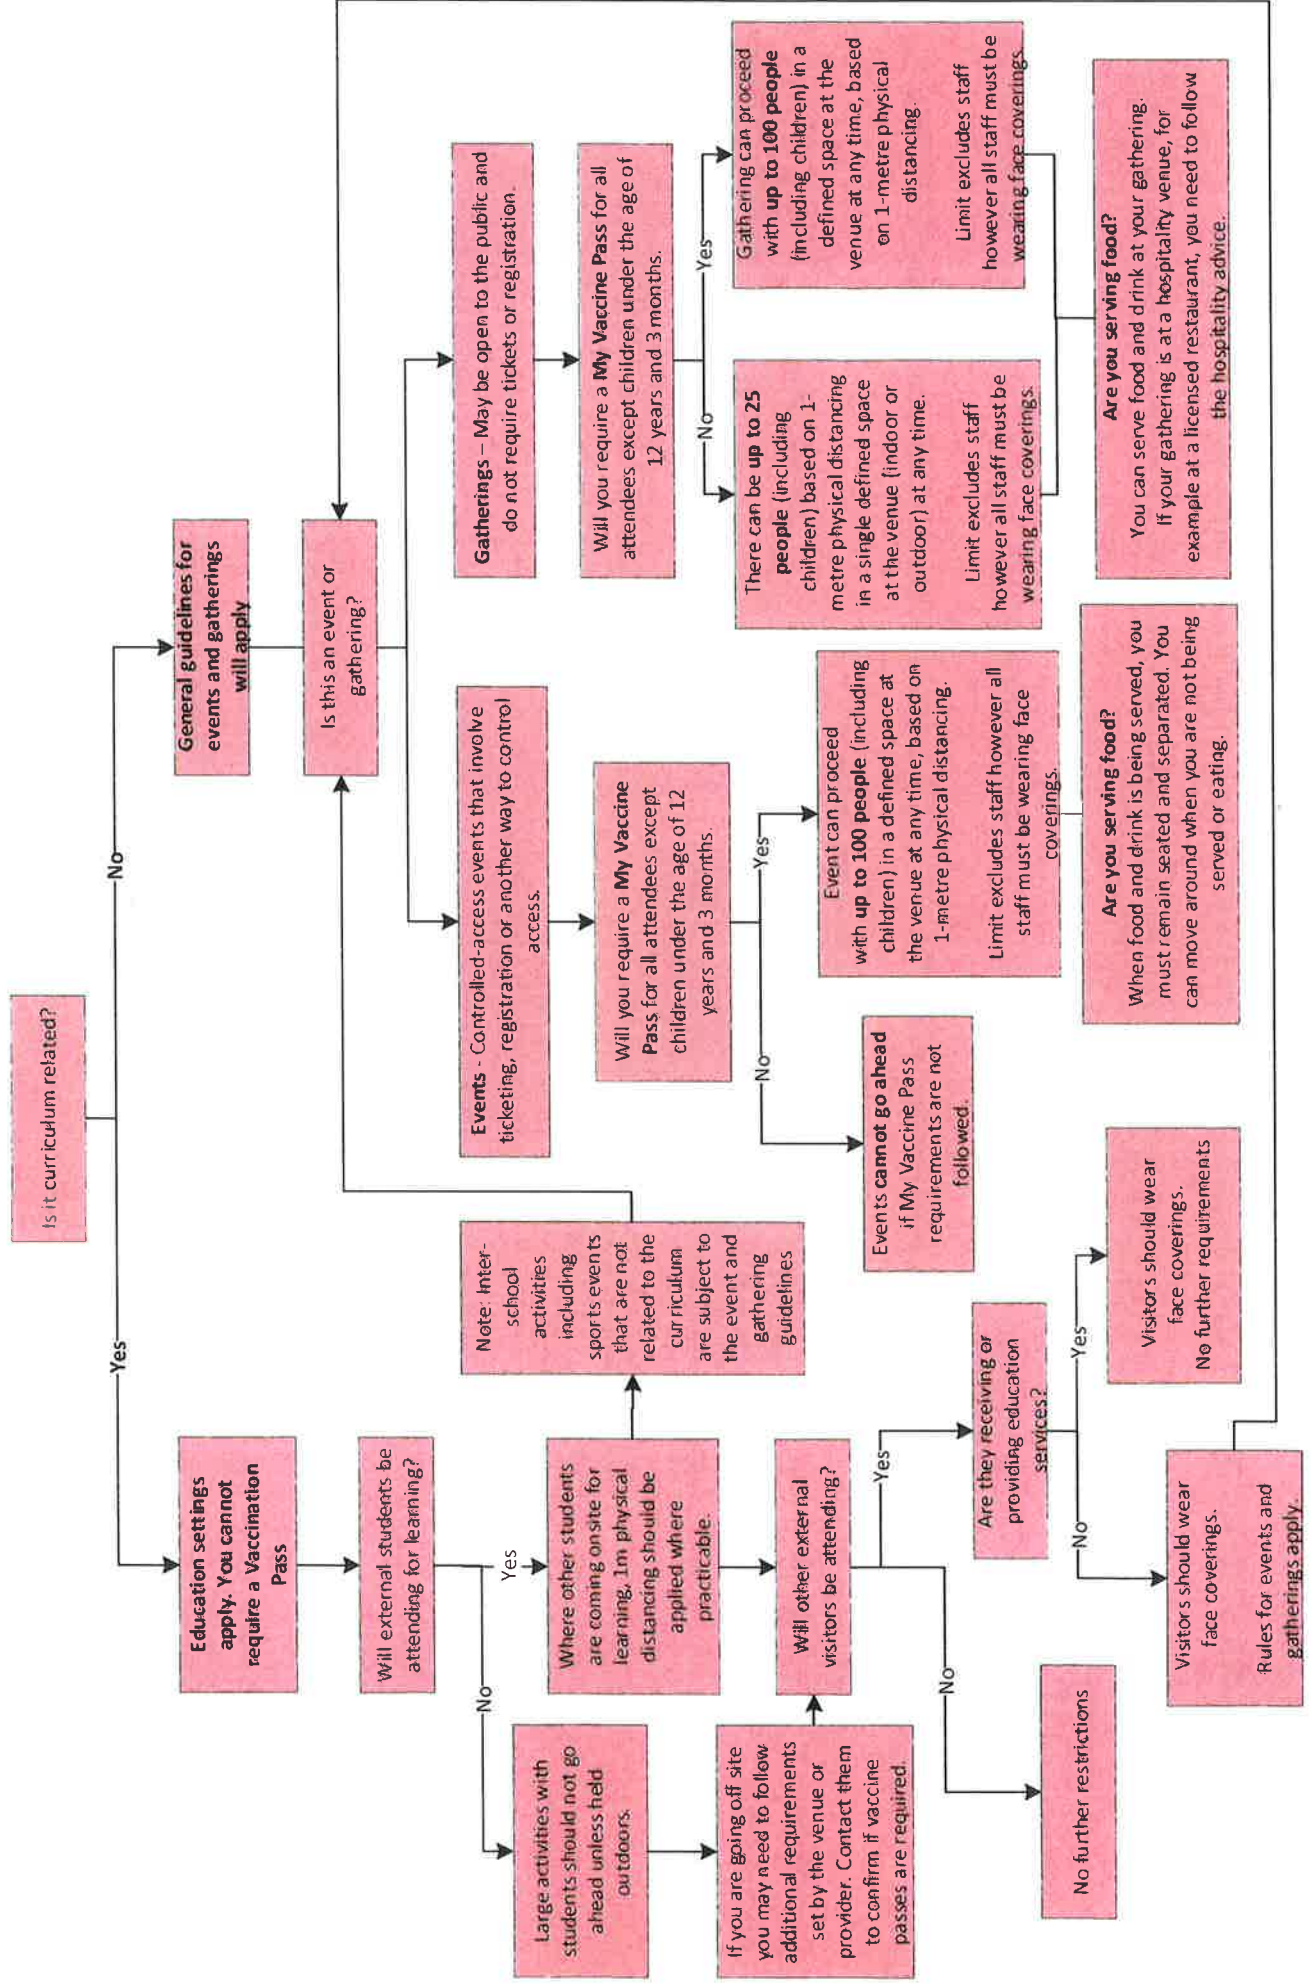 Is it curriculum related?
Yes
No
Education settings
apply. You cannot
require a Vaccination
Pass
General guidelines for
events and gatherings
will apply
Will external students be
attending for learning?
Is this an event or
gathering?
No
Yes
Large activities with
students should not go
ahead unless held
outdoors.
Where other students
are coming onsite for
learning, 1m physical
distancing should be
applied where
practicable.
Note: Inter-
school
activities
including
sports events
that are not
related to the
curriculum
are subject to
the event and
gathering
guidelines
If you are going off site
you may need to follow
additional requirements
set by the venue or
provider. Contact them
to confirm if vaccine
passes are required.
Will other external
visitors be attending?
No
Yes
No further restrictions
Are they receiving or
providing education
services?
No
Yes
Visitors should wear
face coverings.
Rules for events and
gatherings apply.
Visitors should wear
face coverings.
No further requirements
Events - Controlled-access events that involve
ticketing, registration or another way to control
access.
Will you require a My Vaccine
Pass for all attendees except
children under the age of 12
years and 3 months.
No
Yes
Events cannot go ahead
if My Vaccine Pass
requirements are not
followed.
Event can proceed
with up to 100 people (including
children) in a defined space at
the venue at any time, based on
1-metre physical distancing.
Limit excludes staff however all
staff must be wearing face
coverings.
Are you serving food?
When food and drink is being served, you
must remain seated and separated. You
can move around when you are not being
served or eating.
Gatherings – May be open to the public and
do not require tickets or registration.
Will you require a My Vaccine Pass for all
attendees except children under the age of
12 years and 3 months.
No
Yes
There can be up to 25
people (including
children) based on 1-
metre physical distancing
in a single defined space
at the venue (indoor or
outdoor) at any time.
Limit excludes staff
however all staff must be
wearing face coverings.
Gathering can proceed
with up to 100 people
(including children) in a
defined space at the
venue at any time, based
on 1-metre physical
distancing.
Limit excludes staff
however all staff must be
wearing face coverings.
Are you serving food?
You can serve food and drink at your gathering.
If your gathering is at a hospitality venue, for
example at a licensed restaurant, you need to follow
the hospitality advice.